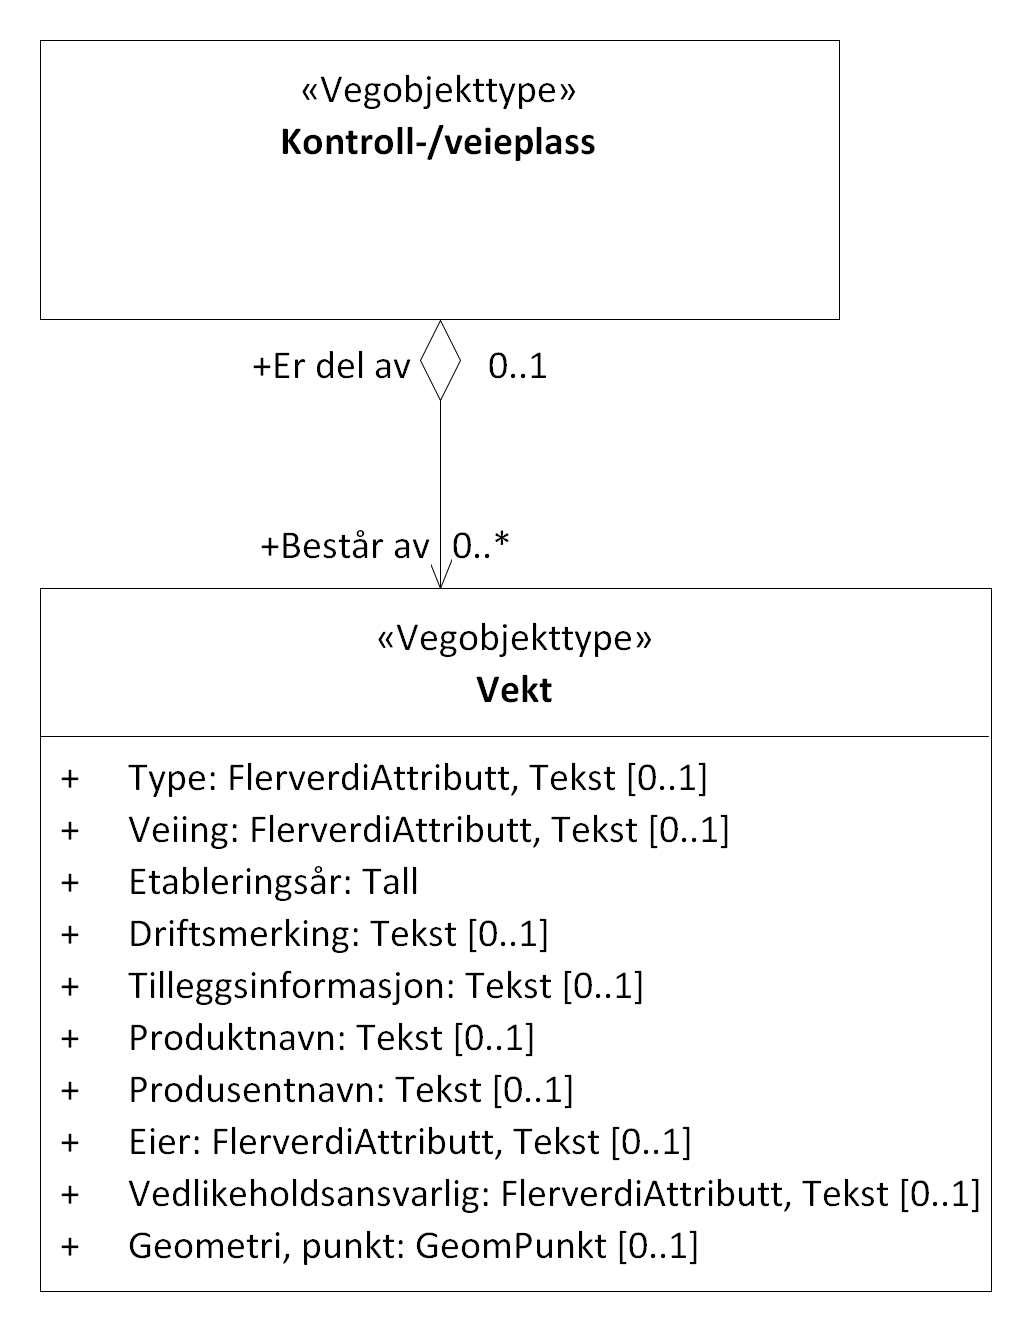 «Vegobjekttype»
Kontroll-/veieplass
+Er del av 0..1
+Består av 0..*
«Vegobjekttype»
Vekt
+ Type: FlerverdiAttributt, Tekst [0..1]
+ Veiing: FlerverdiAttributt, Tekst [0..1]
+ Etableringsår: Tall
+ Driftsmerking: Tekst [0..1]
+ Tilleggsinformasjon: Tekst [0..1]
+ Produktnavn: Tekst [0..1]
+ Produsentnavn: Tekst [0..1]
+ Eier: FlerverdiAttributt, Tekst [0..1]
+ Vedlikeholdsansvarlig: FlerverdiAttributt, Tekst [0..1]
+ Geometri, punkt: GeomPunkt [0..1]